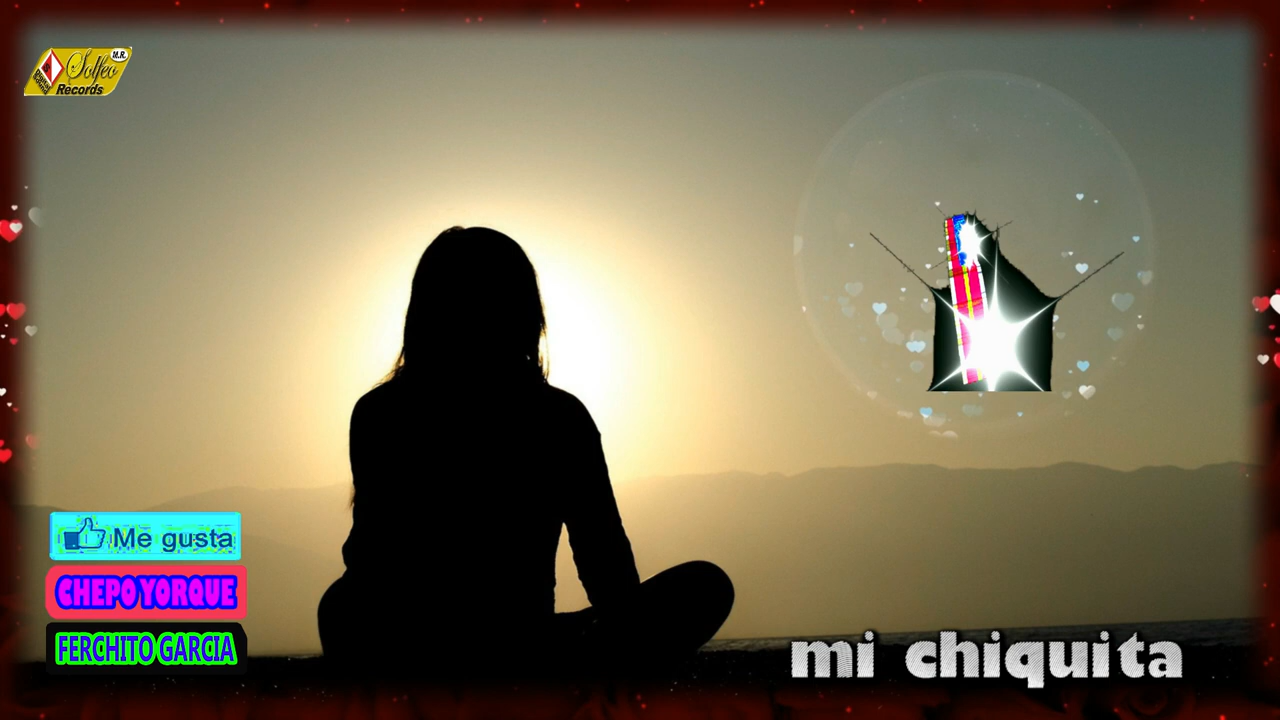 Solfeo
M.R.
Records
Me gusta
CHEPO YORQUE
FERCHITO GARCIA
mi chiquita